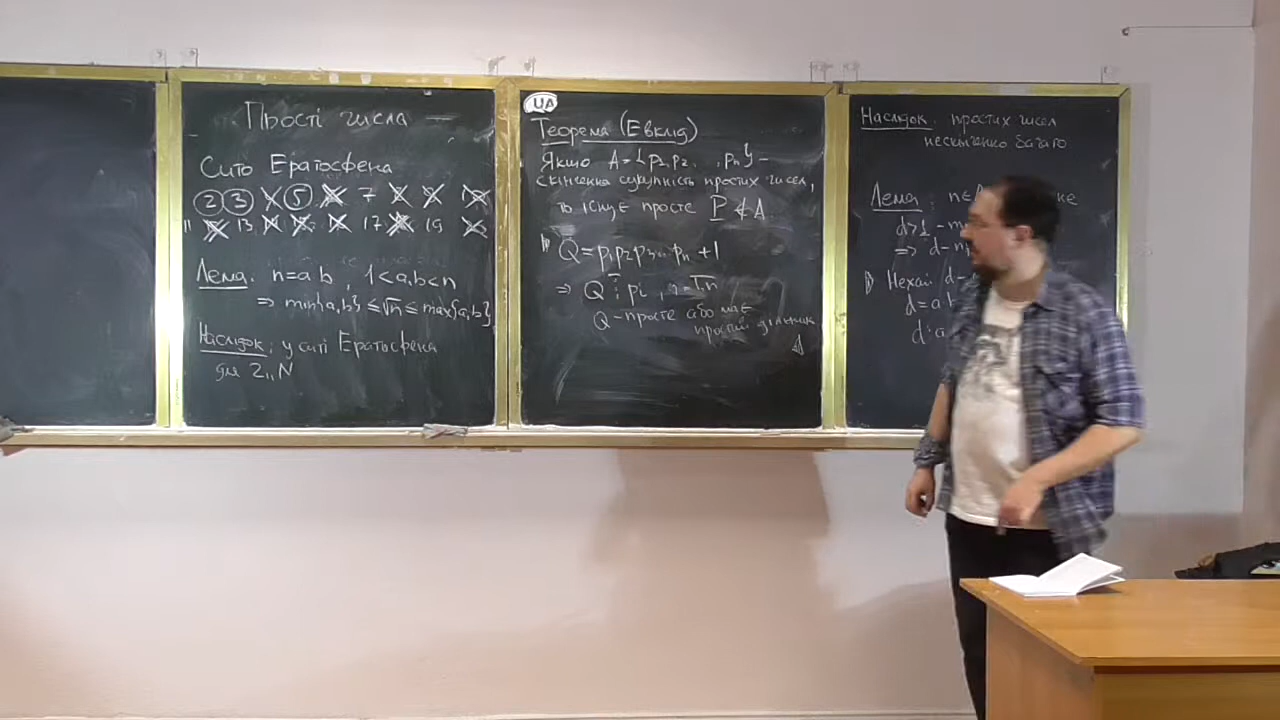 Прості числа
Сито Ератосфена
2 3 5 7
11 13 17 19
Лема. n=a b, 1<a,b<n
=> min{a,b} ≤ √n ≤ max{a,b}
Наслідок: у ситі Ератосфена
для 2,,N
UA
Теорема (Евклід)
Якщо A={p₁,p₂, ,pₙ} –
скінченна сукупність простих чисел,
то існує просте P ∉ A
Q=p₁p₂p₃...pₙ+1
=> Q ⋮̸ pᵢ, i=1,n
Q – просте або має
простий дільник
Наслідок: простих чисел
нескінченно багато
Лема: n∈
d>1 –
=> d –
Нехай d –
d=a
d⋮a